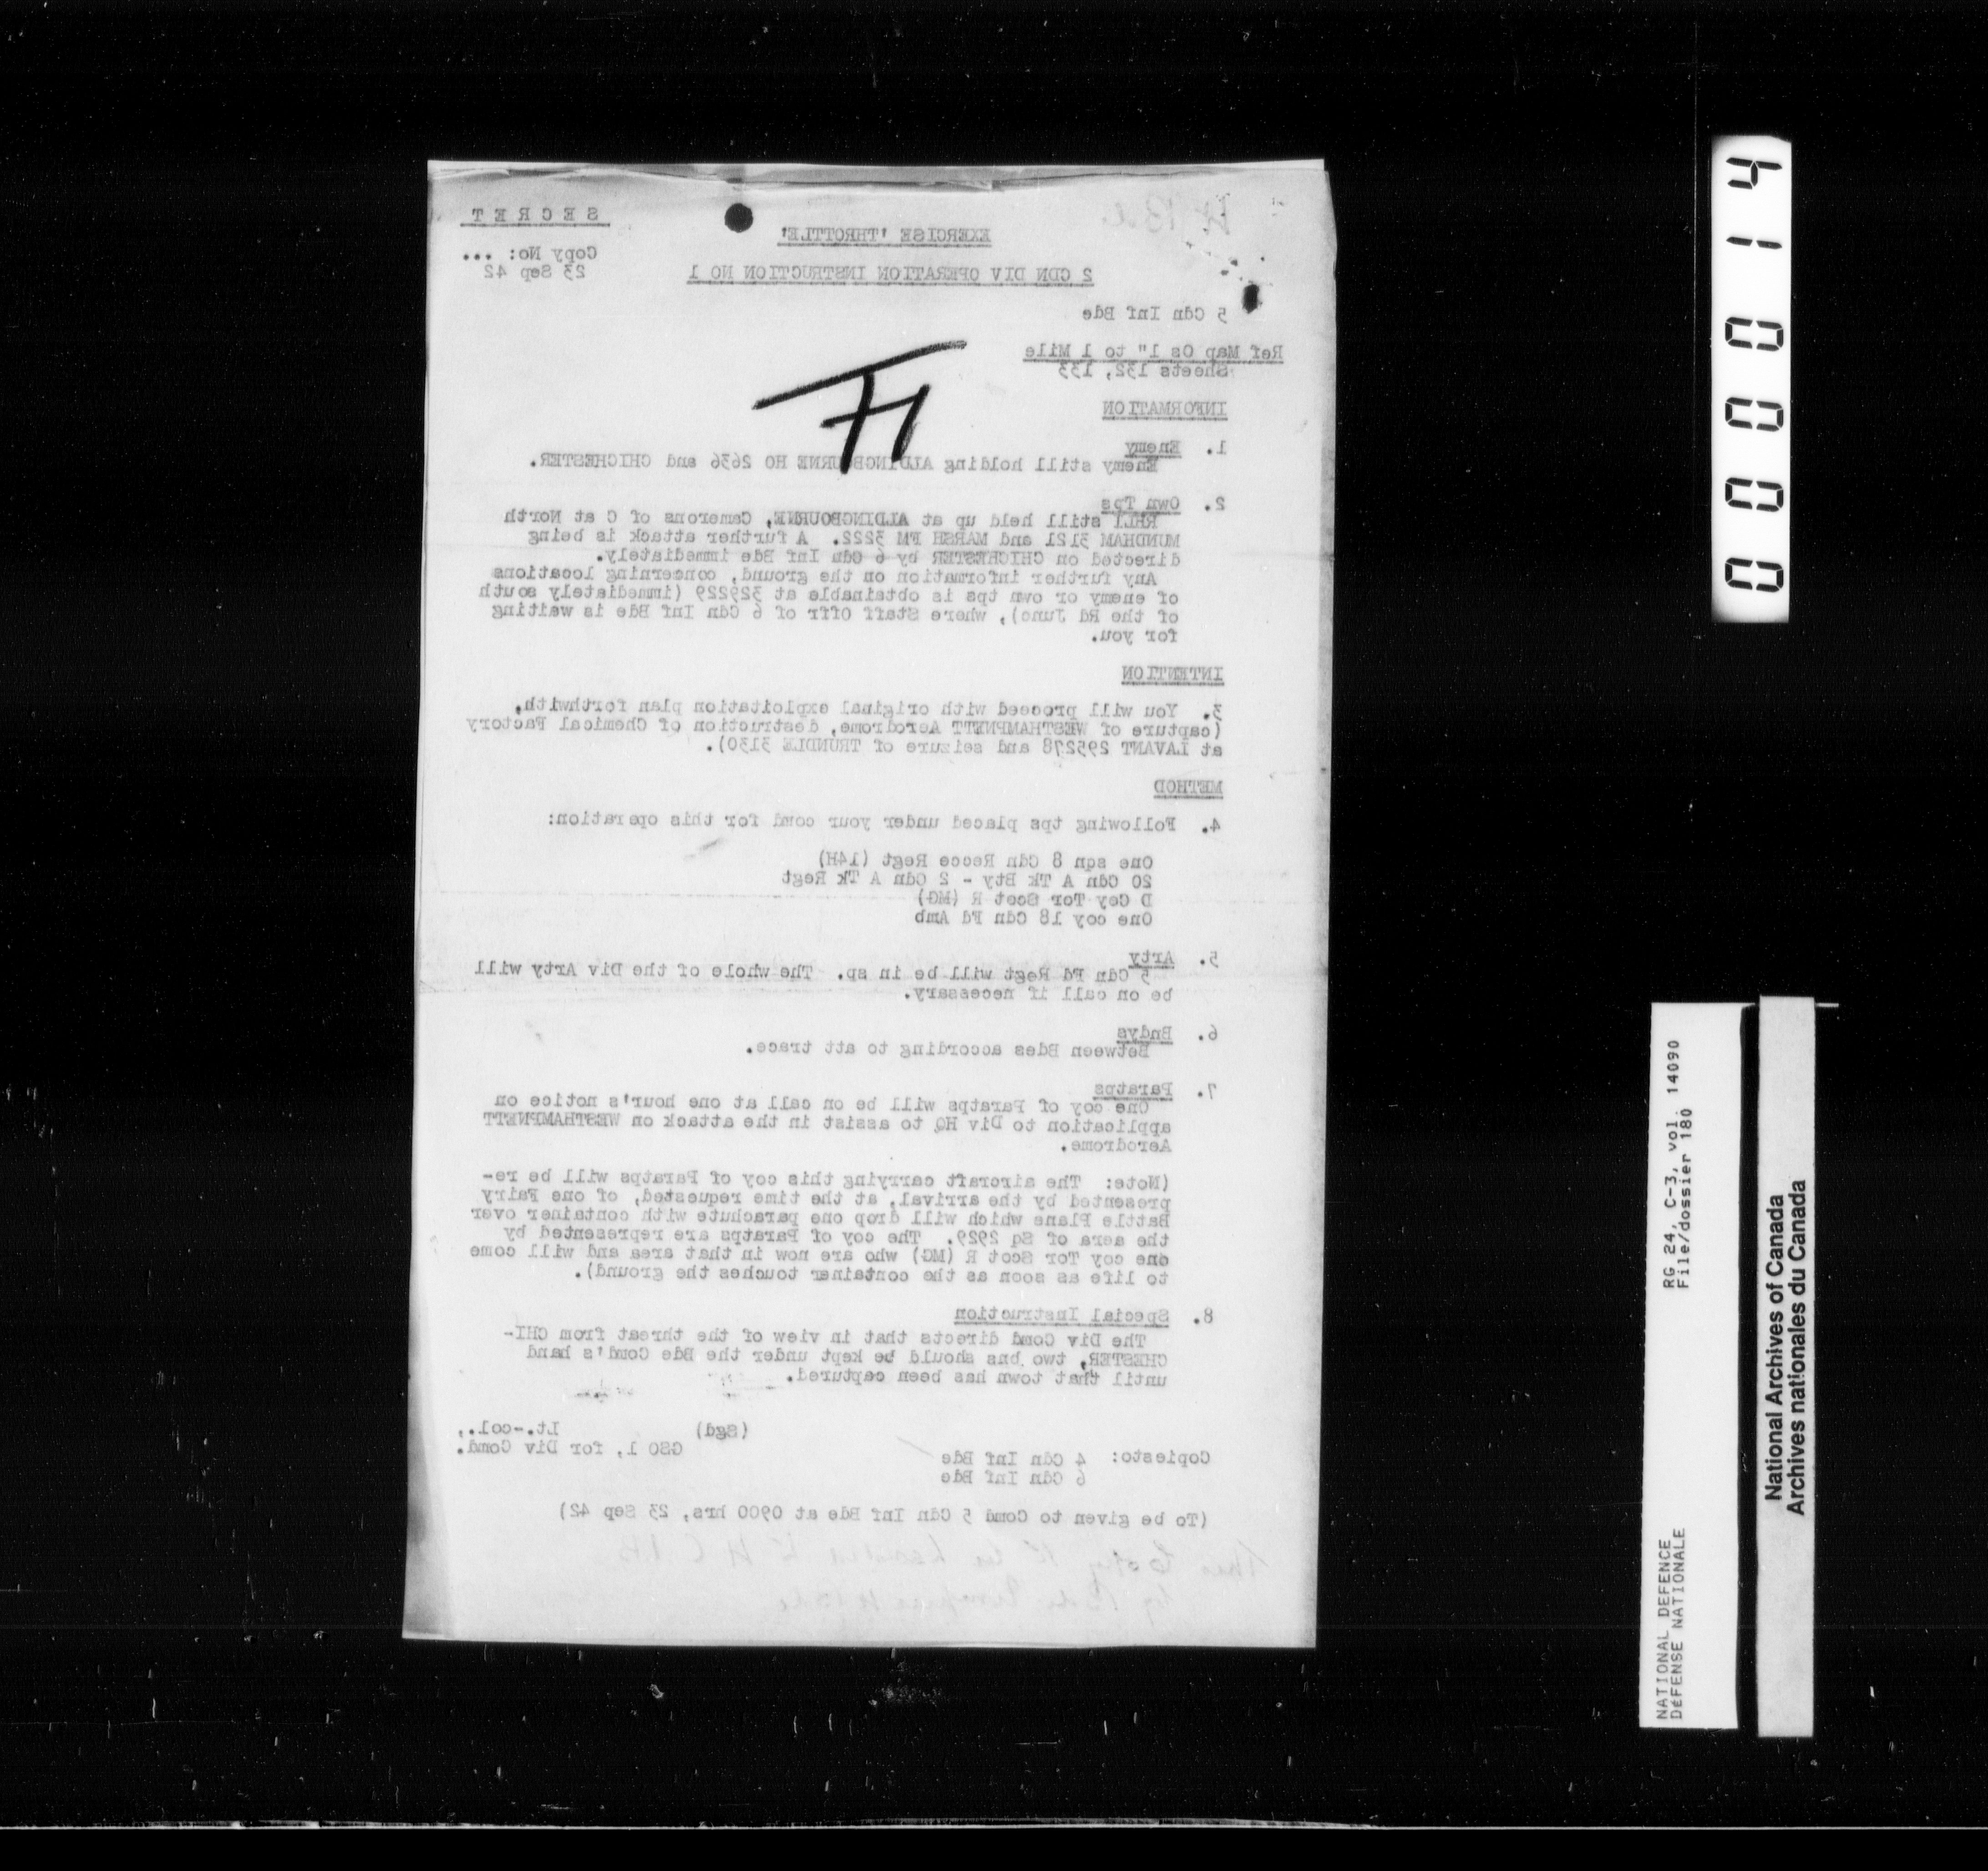 SECRET
EXERCISE 'THROTTLE'
Copy No: ...
23 Sep 42
2 CDN DIV OPERATION INSTRUCTION NO 1
5 Cdn Inf Bde
Ref Map Os 1" to 1 Mile
Sheets 132, 133
INFORMATION
1. Enemy
Enemy still holding ALDINGBOURNE HO 2636 and CHICHESTER.
2. Own Tps
RHLI still held up at ALDINGBOURNE, Camerons of C at North
MUNDHAM 3121 and MARSH FM 3222. A further attack is being
directed on CHICHESTER by 6 Cdn Inf Bde immediately.
Any further information on the ground, concerning locations
of enemy or own tps is obtainable at 329229 (immediately south
of the Rd Junc), where Staff Offr of 6 Cdn Inf Bde is waiting
for you.
INTENTION
3. You will proceed with original exploitation plan forthwith,
(capture of WESTHAMPNETT Aerodrome, destruction of Chemical Factory
at LAVANT 295278 and seizure of TRUNDLE 3130).
METHOD
4. Following tps placed under your comd for this operation:
One sqn 8 Cdn Recce Regt (14H)
20 Cdn A Tk Bty - 2 Cdn A Tk Regt
D Coy Tor Scot R (MG)
One coy 18 Cdn Fd Amb
5. Arty
5 Cdn Fd Regt will be in sp. The whole of the Div Arty will
be on call if necessary.
6. Bndys
Between Bdes according to att trace.
7. Paratps
One coy of Paratps will be on call at one hour's notice on
application to Div HQ to assist in the attack on WESTHAMPNETT
Aerodrome.
(Note: The aircraft carrying this coy of Paratps will be re-
presented by the arrival, at the time requested, of one Fairy
Battle Plane which will drop one parachute with container over
the aera of Sq 2929. The coy of Paratps are represented by
one coy Tor Scot R (MG) who are now in that area and will come
to life as soon as the container touches the ground).
8. Special Instruction
The Div Comd directs that in view of the threat from CHI-
CHESTER, two bns should be kept under the Bde Comd's hand
until that town has been captured.
(Sgd) Lt.-col.,
GSO 1, for Div Comd.
Copiesto: 4 Cdn Inf Bde
6 Cdn Inf Bde
(To be given to Comd 5 Cdn Inf Bde at 0900 hrs, 23 Sep 42)
000014
RG 24, C-3, vol. 14090
File/dossier 180
NATIONAL DEFENCE
DÉFENSE NATIONALE
National Archives of Canada
Archives nationales du Canada